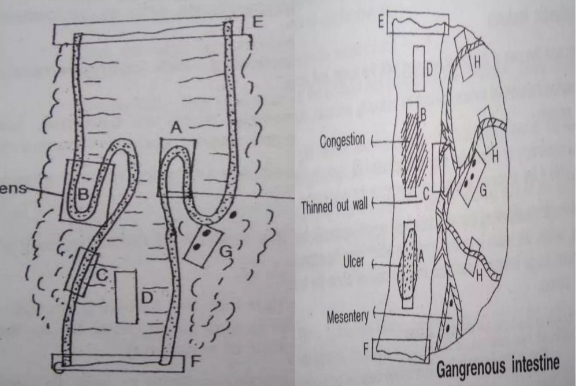 E
A
ens
B
G
C
D
F
E
H
D
B
Congestion
H
C
G
Thinned out wall
A
Ulcer
H
Mesentery
F
Gangrenous intestine